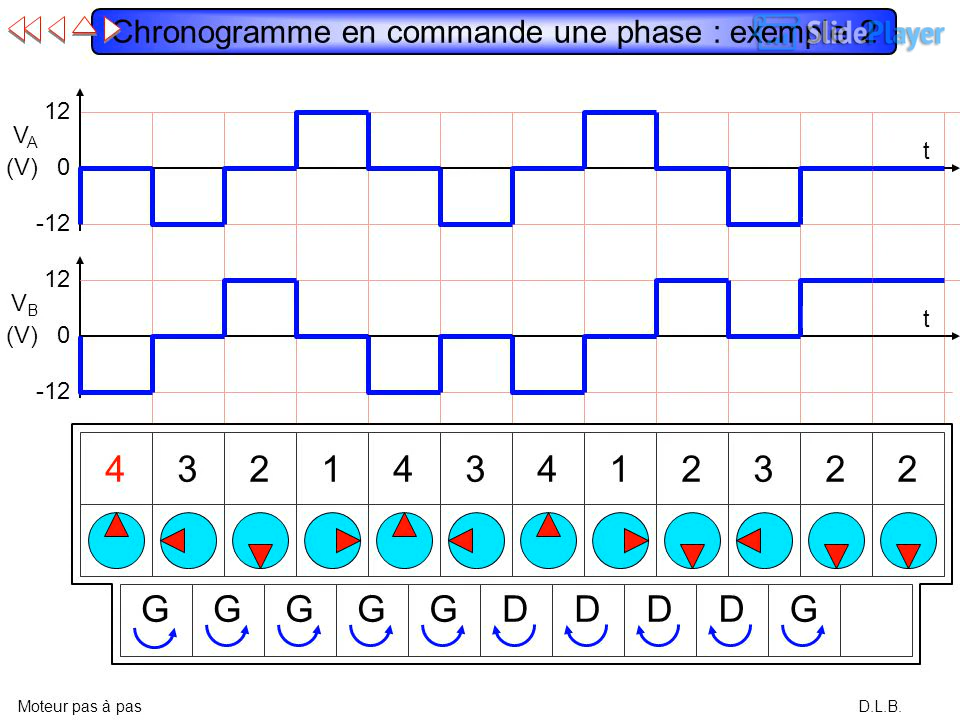 Chronogramme en commande une phase : exemple 2
SlidePlayer
12
VA
(V) 0
t
-12
12
VB
(V) 0
t
-12
4 3 2 1 4 3 4 1 2 3 2 2
G G G G G D D D D G
Moteur pas à pas D.L.B.